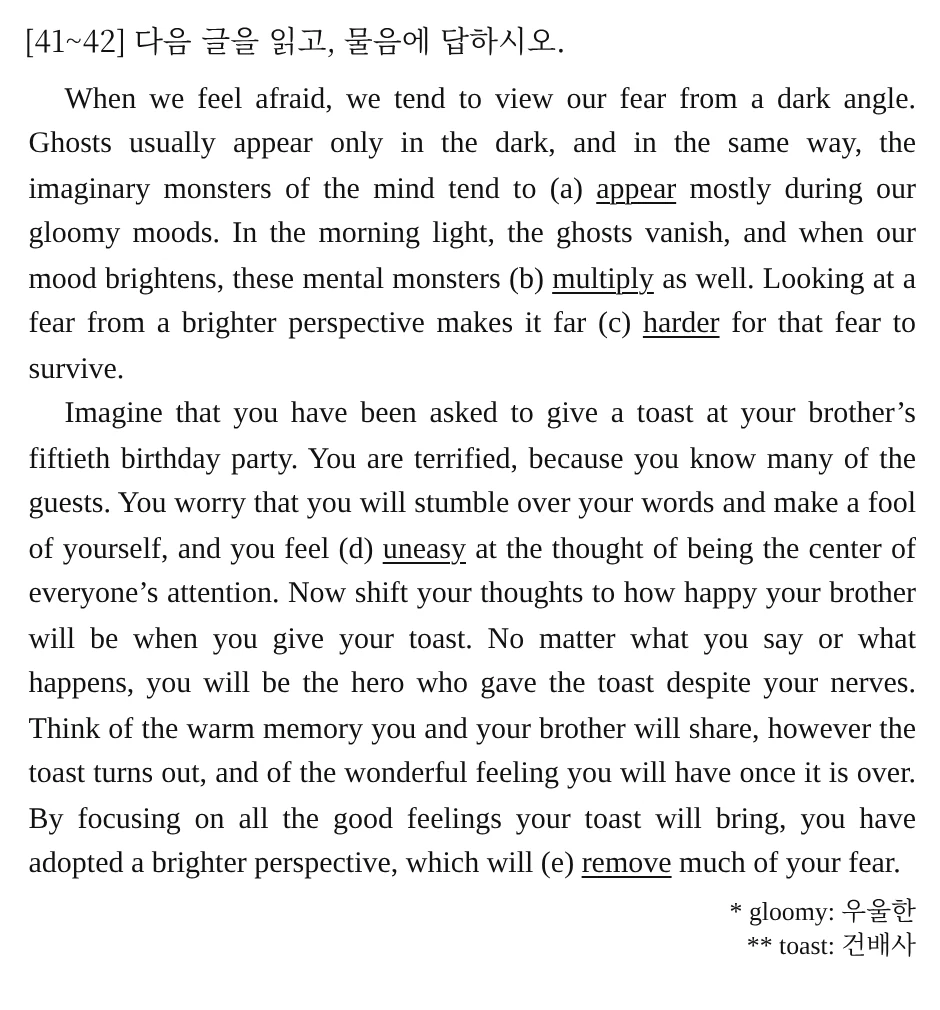 [41~42] 다음 글을 읽고, 물음에 답하시오.
When we feel afraid, we tend to view our fear from a dark angle.
Ghosts usually appear only in the dark, and in the same way, the
imaginary monsters of the mind tend to (a) appear mostly during our
gloomy moods. In the morning light, the ghosts vanish, and when our
mood brightens, these mental monsters (b) multiply as well. Looking at a
fear from a brighter perspective makes it far (c) harder for that fear to
survive.
Imagine that you have been asked to give a toast at your brother’s
fiftieth birthday party. You are terrified, because you know many of the
guests. You worry that you will stumble over your words and make a fool
of yourself, and you feel (d) uneasy at the thought of being the center of
everyone’s attention. Now shift your thoughts to how happy your brother
will be when you give your toast. No matter what you say or what
happens, you will be the hero who gave the toast despite your nerves.
Think of the warm memory you and your brother will share, however the
toast turns out, and of the wonderful feeling you will have once it is over.
By focusing on all the good feelings your toast will bring, you have
adopted a brighter perspective, which will (e) remove much of your fear.
* gloomy: 우울한
** toast: 건배사